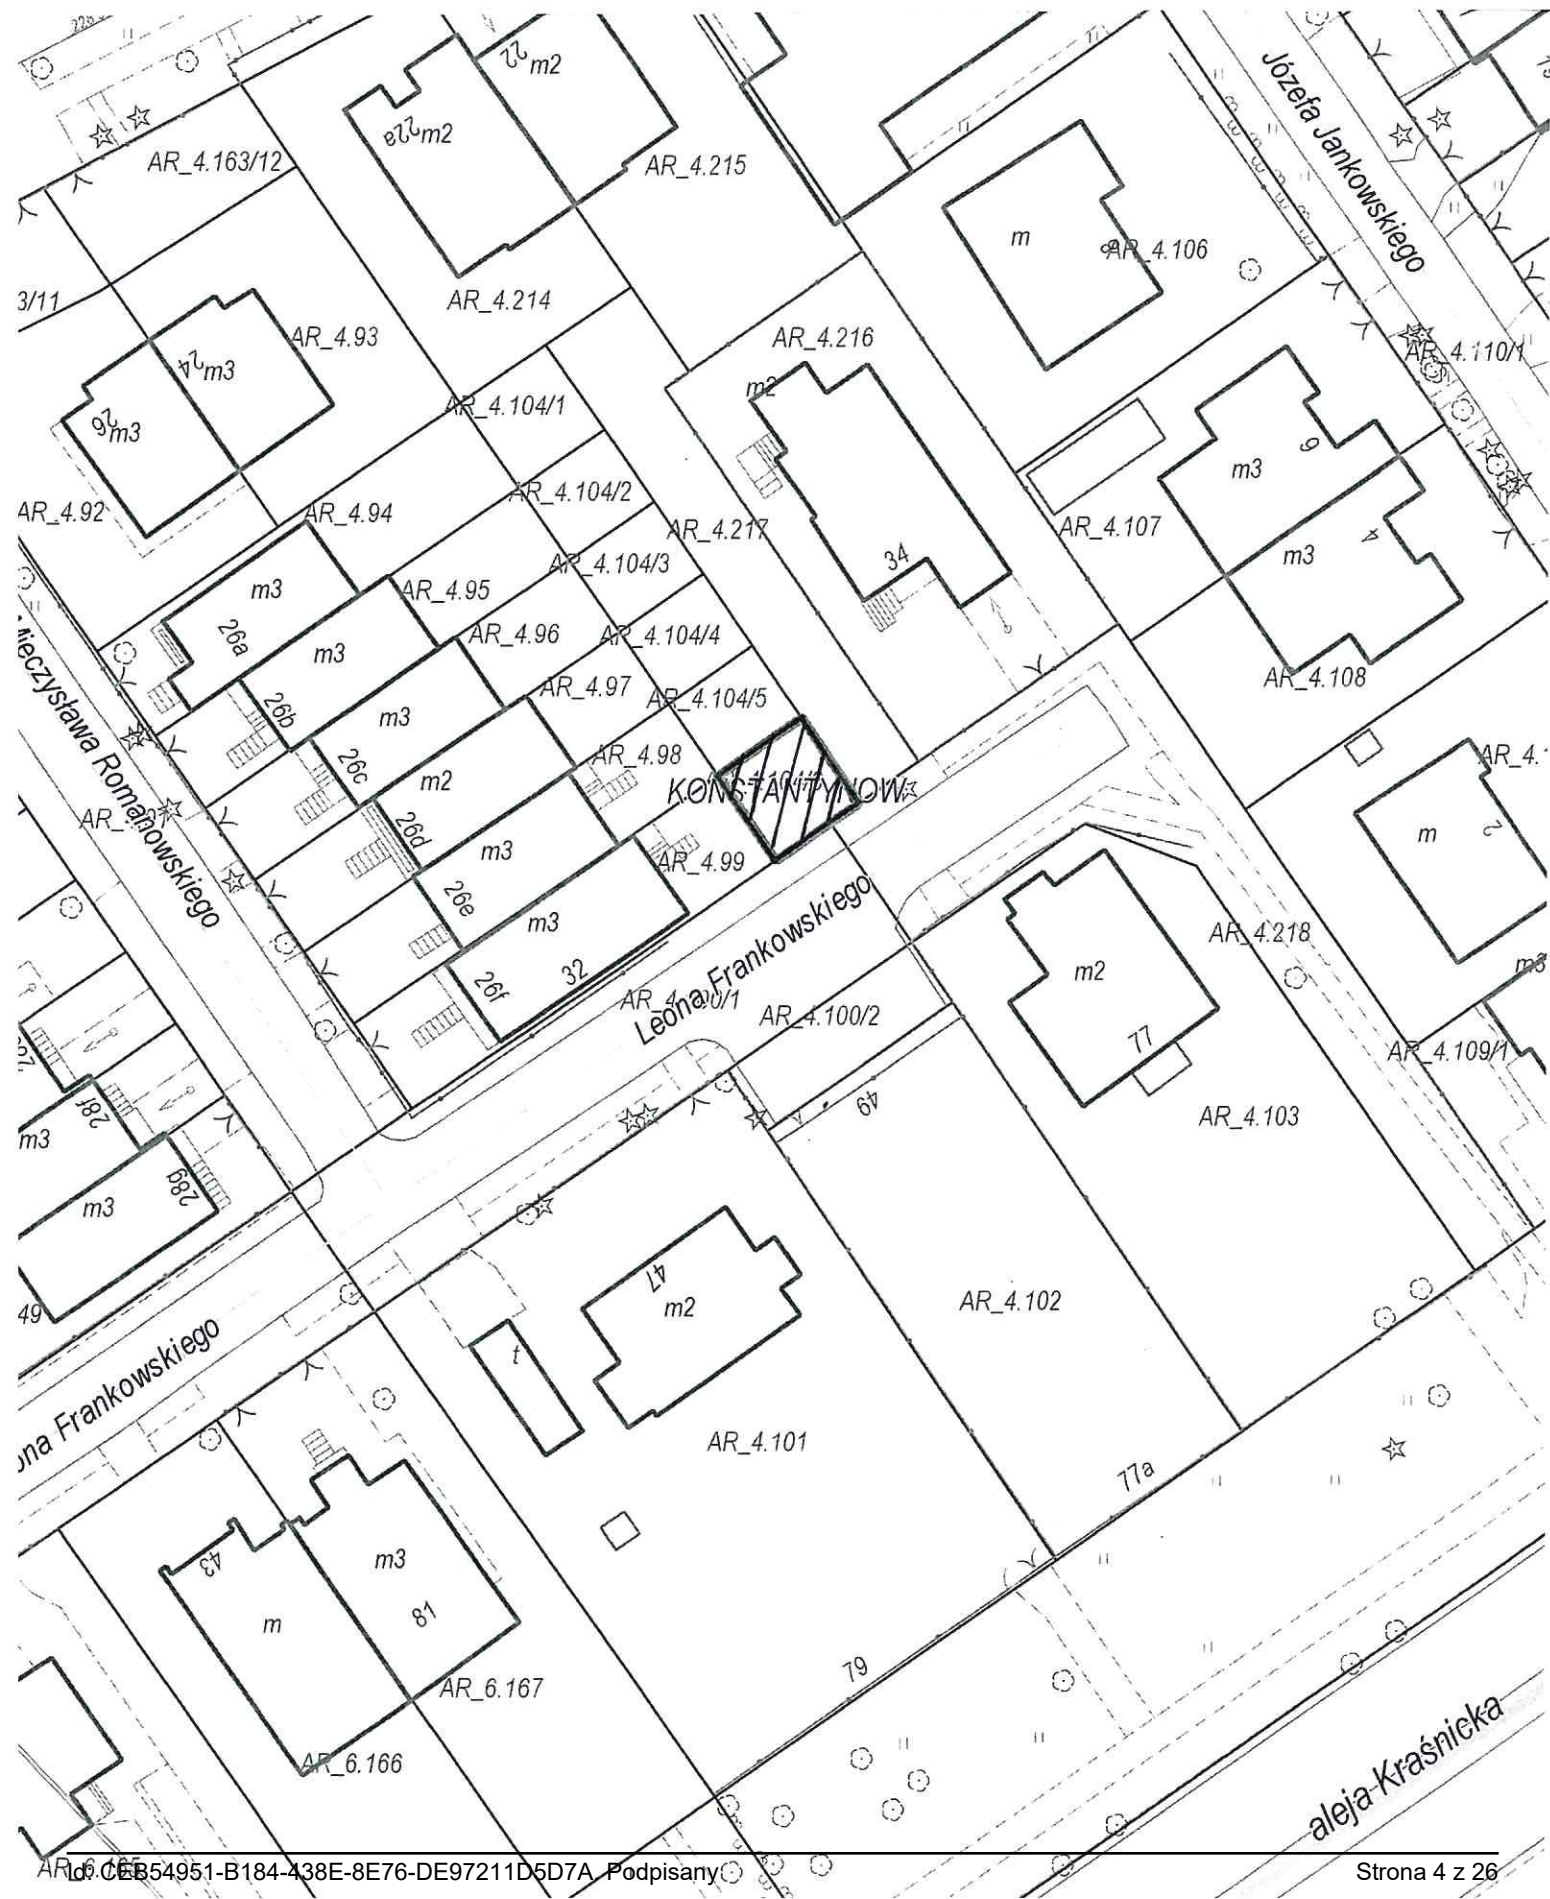 228
22
m2
22a
m2
AR_4.163/12
AR_4.215
Józefa Jankowskiego
m
8
AR_4.106
3/11
AR_4.214
AR_4.93
24
m3
AR_4.216
AR_4.110/1
26
m3
m2
AR_4.104/1
m3
6
AR_4.92
AR_4.94
AR_4.104/2
AR_4.217
AR_4.107
34
m3
4
AR_4.104/3
m3
AR_4.95
26a
m3
AR_4.96
AR_4.104/4
AR_4.97
AR_4.104/5
AR_4.108
Mieczysława Romanowskiego
26b
m3
26c
m2
AR_4.98
KONSTANTYNÓW
AR_4.1
m
2
26d
m3
AR_4.99
26e
m3
26f
32
Leona Frankowskiego
AR_4.100/2
AR_4.218
m2
m3
77
AR_4.109/1
49
AR_4.103
28f
m3
28g
m3
47
m2
AR_4.102
49
ona Frankowskiego
t
AR_4.101
77a
43
m3
m
81
79
AR_6.167
AR_6.166
aleja Kraśnicka
Id: CEB54951-B184-438E-8E76-DE97211D5D7A. Podpisany
Strona 4 z 26